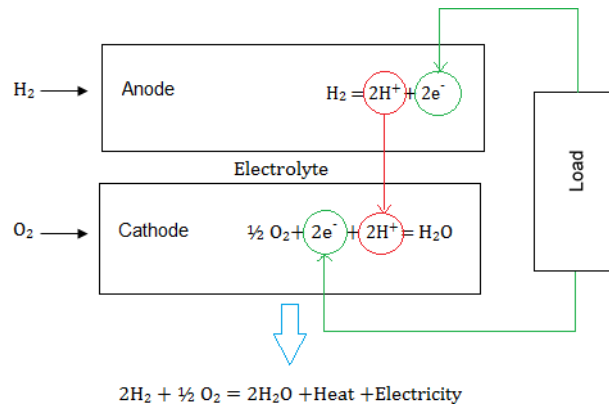 H₂ Anode H₂ = 2H⁺ + 2e⁻
Electrolyte
Load
O₂ Cathode ½ O₂+ 2e⁻ + 2H⁺ = H₂O
2H₂ + ½ O₂ = 2H₂O +Heat +Electricity